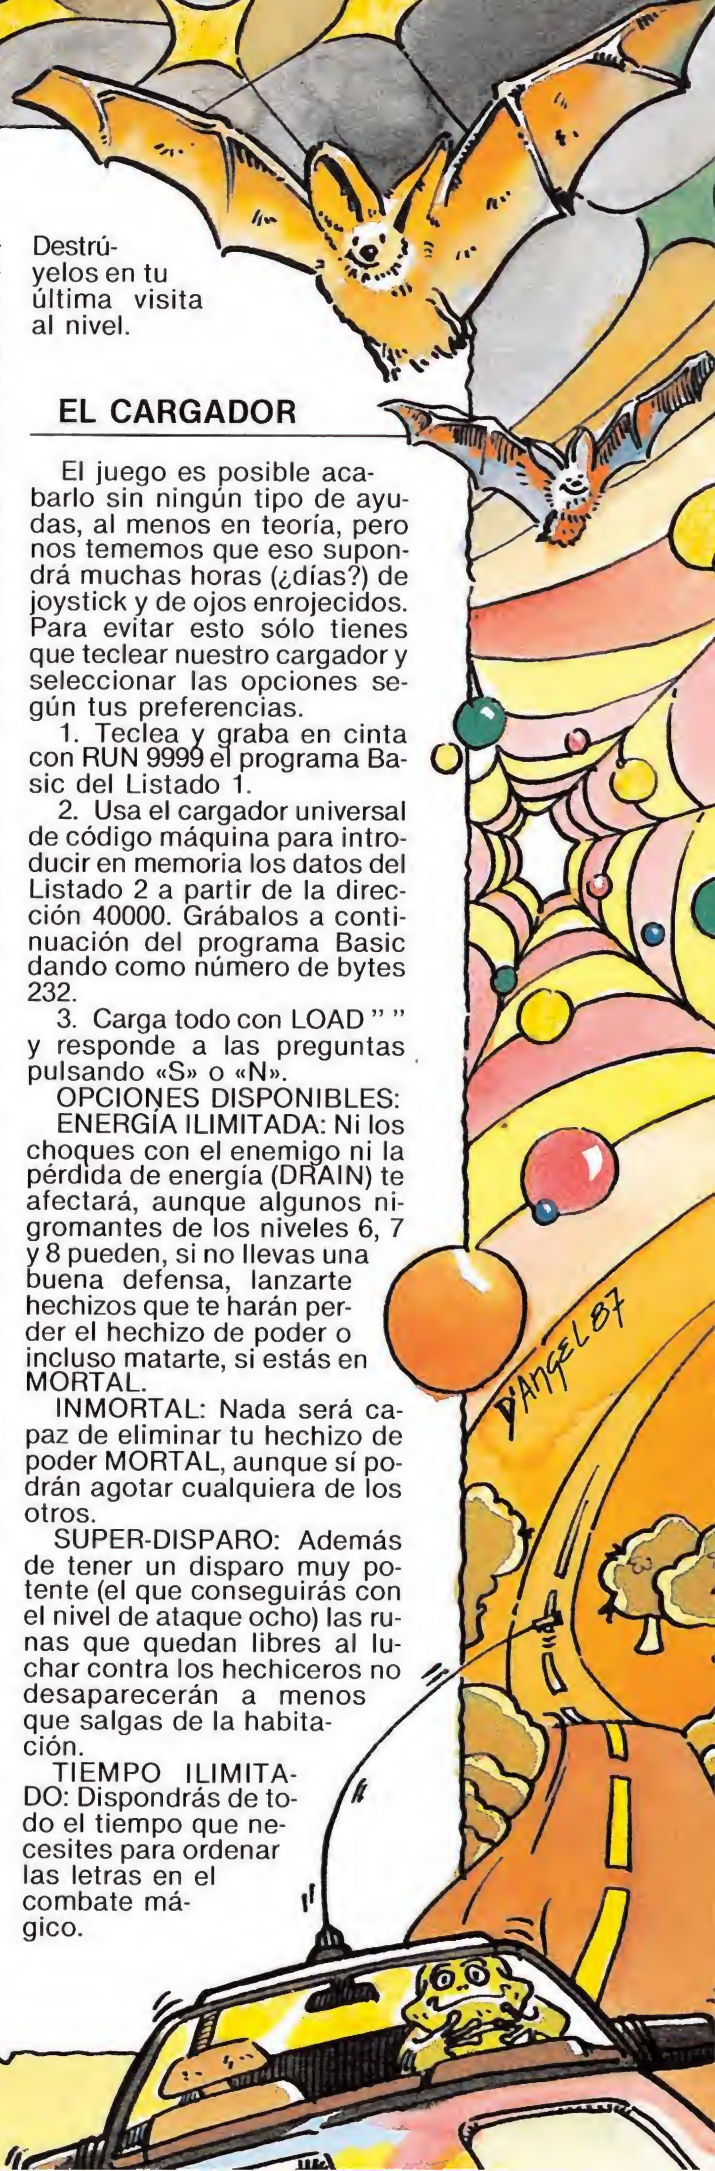 Destrú-
yelos en tu
última visita
al nivel.
EL CARGADOR
El juego es posible aca-
barlo sin ningún tipo de ayu-
das, al menos en teoría, pero
nos tememos que eso supon-
drá muchas horas (¿días?) de
joystick y de ojos enrojecidos.
Para evitar esto sólo tienes
que teclear nuestro cargador y
seleccionar las opciones se-
gún tus preferencias.
1. Teclea y graba en cinta
con RUN 9999 el programa Ba-
sic del Listado 1.
2. Usa el cargador universal
de código máquina para intro-
ducir en memoria los datos del
Listado 2 a partir de la direc-
ción 40000. Grábalos a conti-
nuación del programa Basic
dando como número de bytes
232.
3. Carga todo con LOAD ” ”
y responde a las preguntas
pulsando «S» o «N».
OPCIONES DISPONIBLES:
ENERGÍA ILIMITADA: Ni los
choques con el enemigo ni la
pérdida de energía (DRAIN) te
afectará, aunque algunos ni-
gromantes de los niveles 6, 7
y 8 pueden, si no llevas una
buena defensa, lanzarte
hechizos que te harán per-
der el hechizo de poder o
incluso matarte, si estás en
MORTAL.
INMORTAL: Nada será ca-
paz de eliminar tu hechizo de
poder MORTAL, aunque sí po-
drán agotar cualquiera de los
otros.
SUPER-DISPARO: Además
de tener un disparo muy po-
tente (el que conseguirás con
el nivel de ataque ocho) las ru-
nas que quedan libres al lu-
char contra los hechiceros no
desaparecerán a menos
que salgas de la habita-
ción.
TIEMPO ILIMITA-
DO: Dispondrás de to-
do el tiempo que ne-
cesites para ordenar
las letras en el
combate má-
gico.
D'ANGEL 87